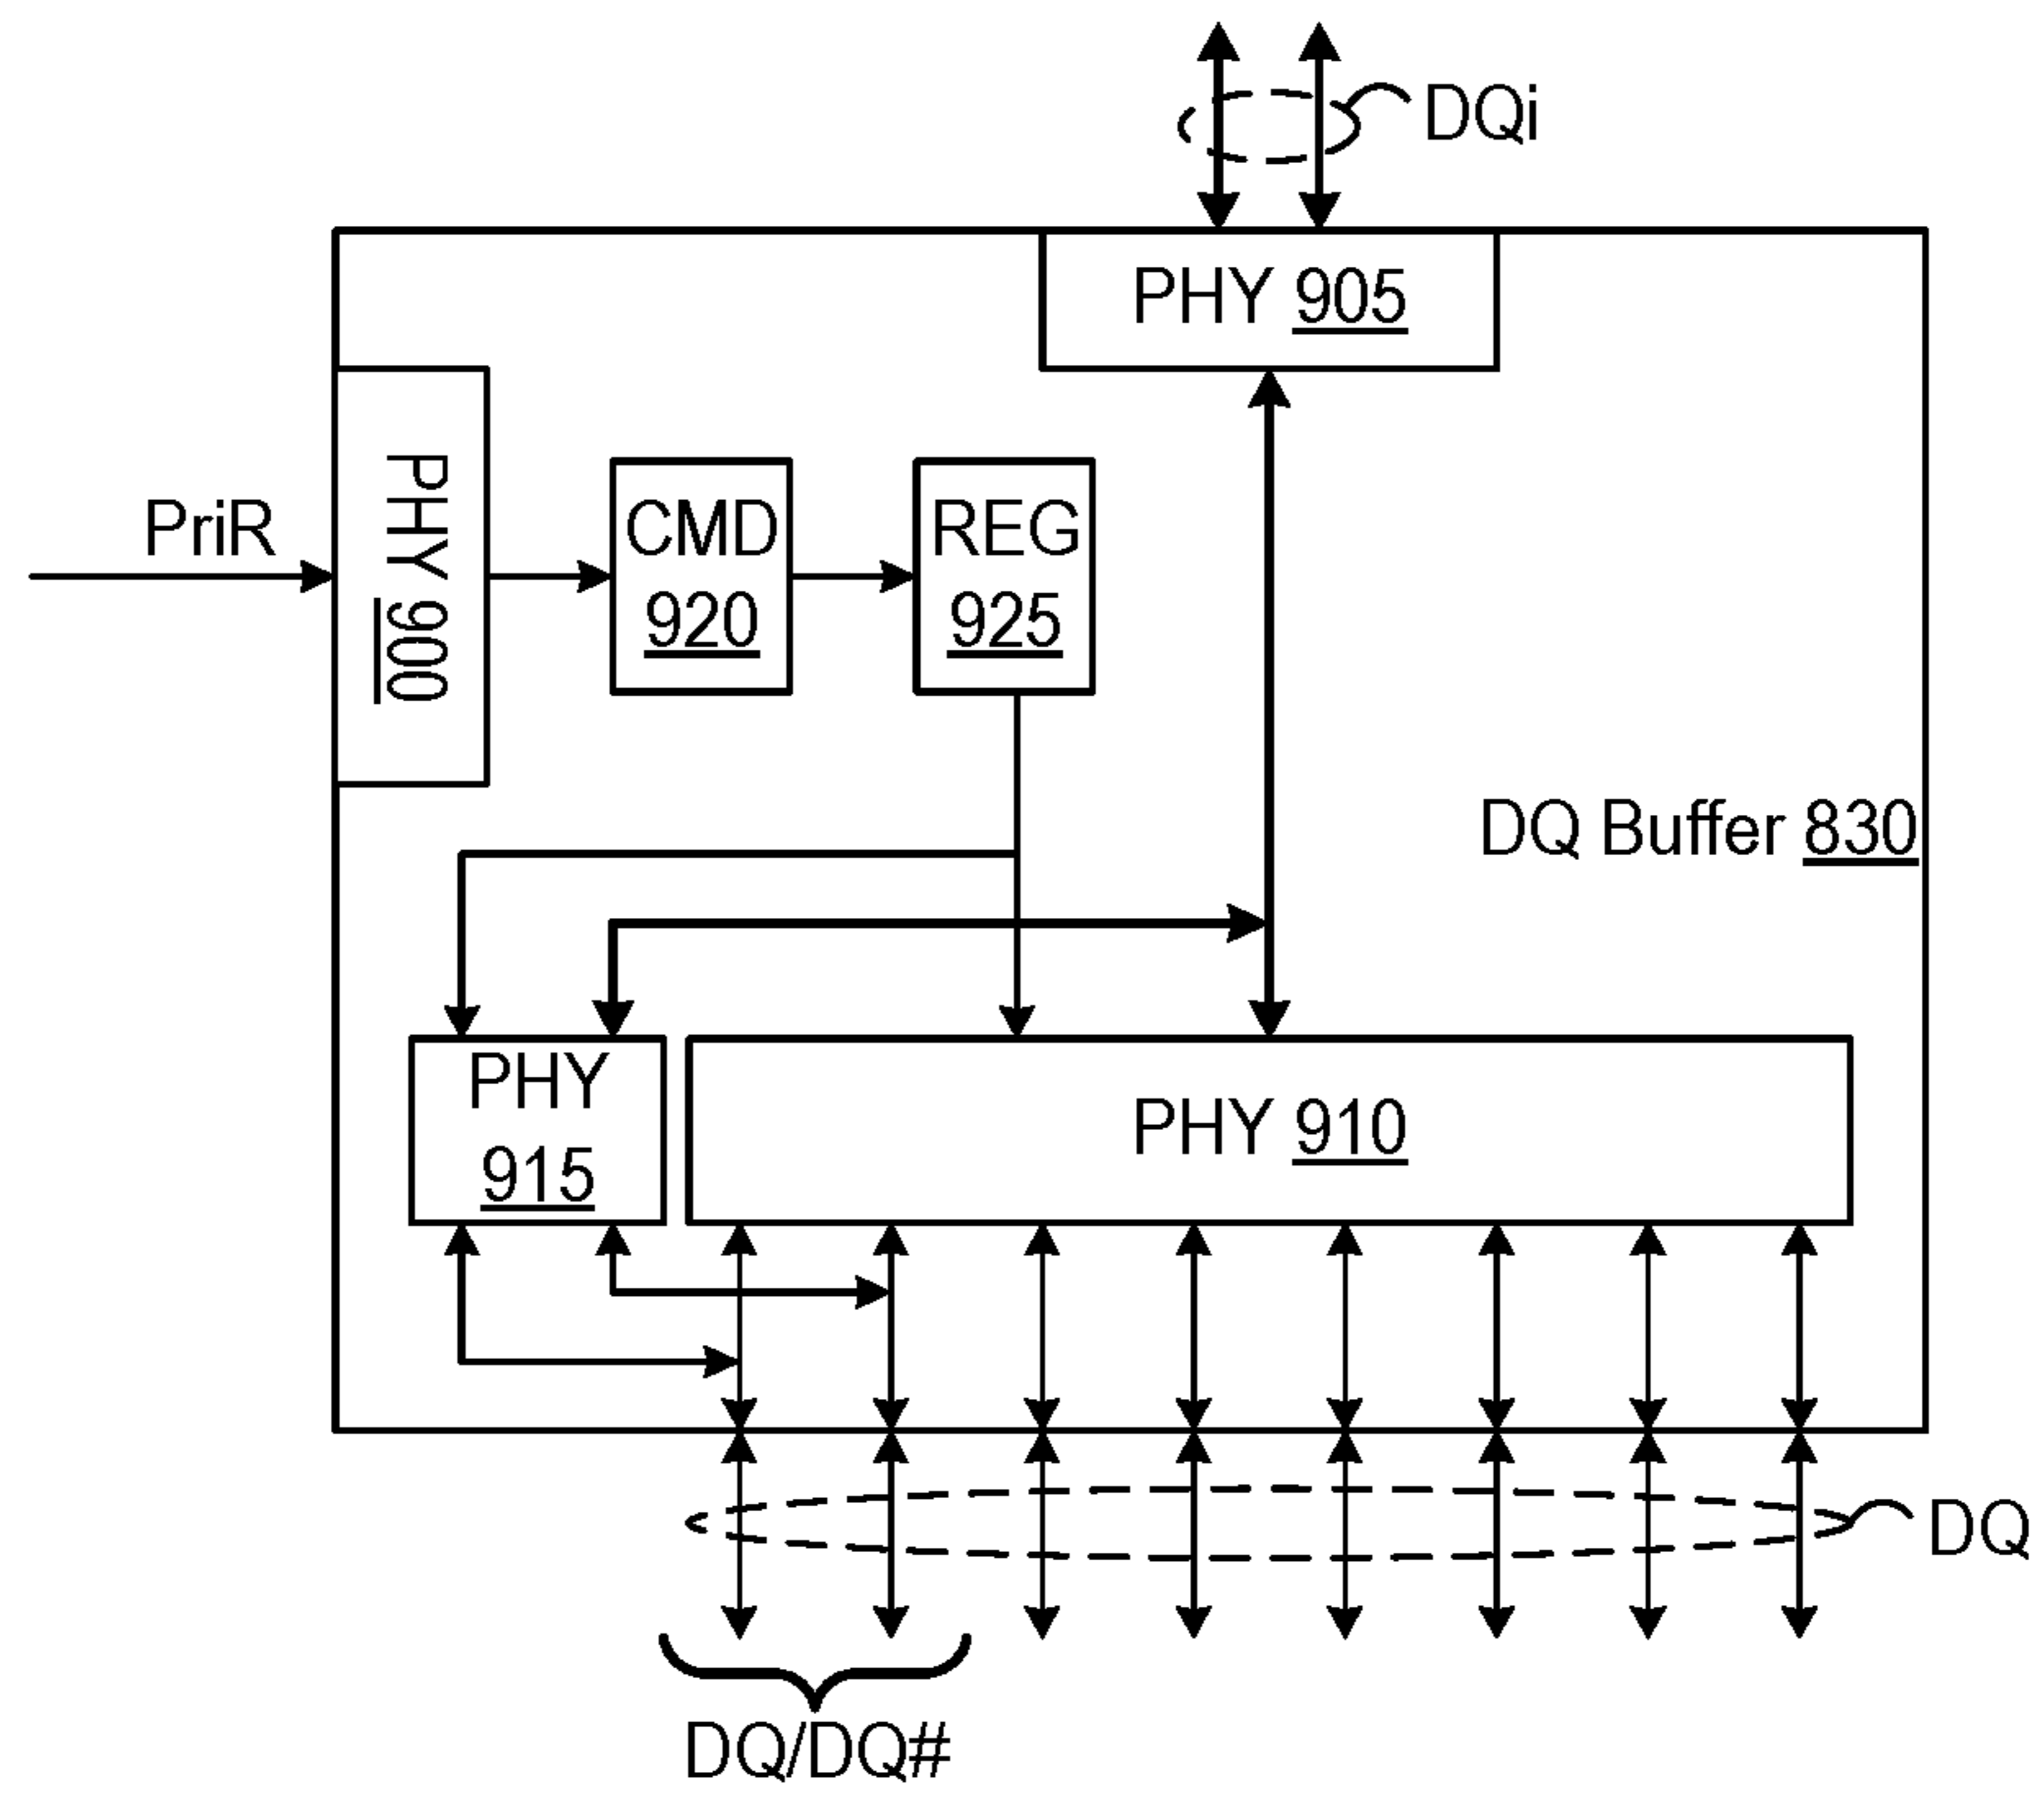 DQi
PHY 905
PriR
PHY 900
CMD
920
REG
925
DQ Buffer 830
PHY
915
PHY 910
DQ
DQ/DQ#